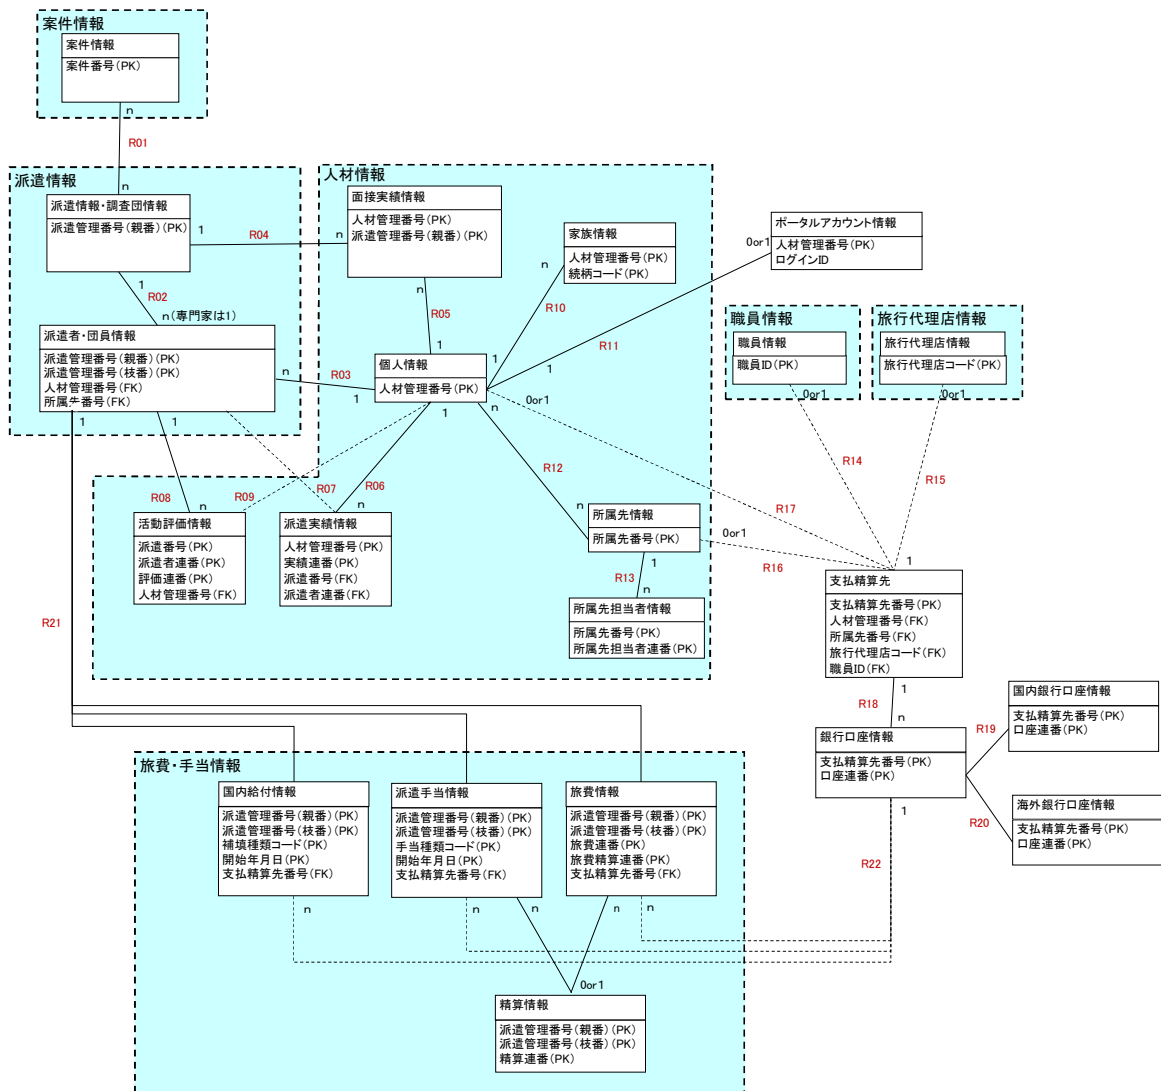 案件情報
案件情報
案件番号(PK)
n
R01
n
派遣情報
派遣情報・調査団情報
派遣管理番号(親番)(PK)
1
R04
n
1
R02
n(専門家は1)
派遣者・団員情報
派遣管理番号(親番)(PK)
派遣管理番号(枝番)(PK)
人材管理番号(FK)
所属先番号(FK)
n
R03
1
1
1
人材情報
面接実績情報
人材管理番号(PK)
派遣管理番号(親番)(PK)
n
R05
1
個人情報
人材管理番号(PK)
1
家族情報
人材管理番号(PK)
続柄コード(PK)
n
R10
1
ポータルアカウント情報
人材管理番号(PK)
ログインID
0or1
R11
1
職員情報
職員情報
職員ID(PK)
0or1
旅行代理店情報
旅行代理店情報
旅行代理店コード(PK)
0or1
R14
R15
0or1
n
R12
n
R17
R08
n
R09
R07
R06
n
活動評価情報
派遣番号(PK)
派遣者連番(PK)
評価連番(PK)
人材管理番号(FK)
派遣実績情報
人材管理番号(PK)
実績連番(PK)
派遣番号(FK)
派遣者連番(FK)
所属先情報
所属先番号(PK)
0or1
R16
1
1
R13
n
所属先担当者情報
所属先番号(PK)
所属先担当者連番(PK)
支払精算先
支払精算先番号(PK)
人材管理番号(FK)
所属先番号(FK)
旅行代理店コード(FK)
職員ID(FK)
R21
1
R18
n
銀行口座情報
支払精算先番号(PK)
口座連番(PK)
1
R19
国内銀行口座情報
支払精算先番号(PK)
口座連番(PK)
R20
海外銀行口座情報
支払精算先番号(PK)
口座連番(PK)
R22
旅費・手当情報
国内給付情報
派遣管理番号(親番)(PK)
派遣管理番号(枝番)(PK)
補填種類コード(PK)
開始年月日(PK)
支払精算先番号(FK)
n
派遣手当情報
派遣管理番号(親番)(PK)
派遣管理番号(枝番)(PK)
手当種類コード(PK)
開始年月日(PK)
支払精算先番号(FK)
n
n
旅費情報
派遣管理番号(親番)(PK)
派遣管理番号(枝番)(PK)
旅費連番(PK)
旅費精算連番(PK)
支払精算先番号(FK)
n
n
0or1
精算情報
派遣管理番号(親番)(PK)
派遣管理番号(枝番)(PK)
精算連番(PK)